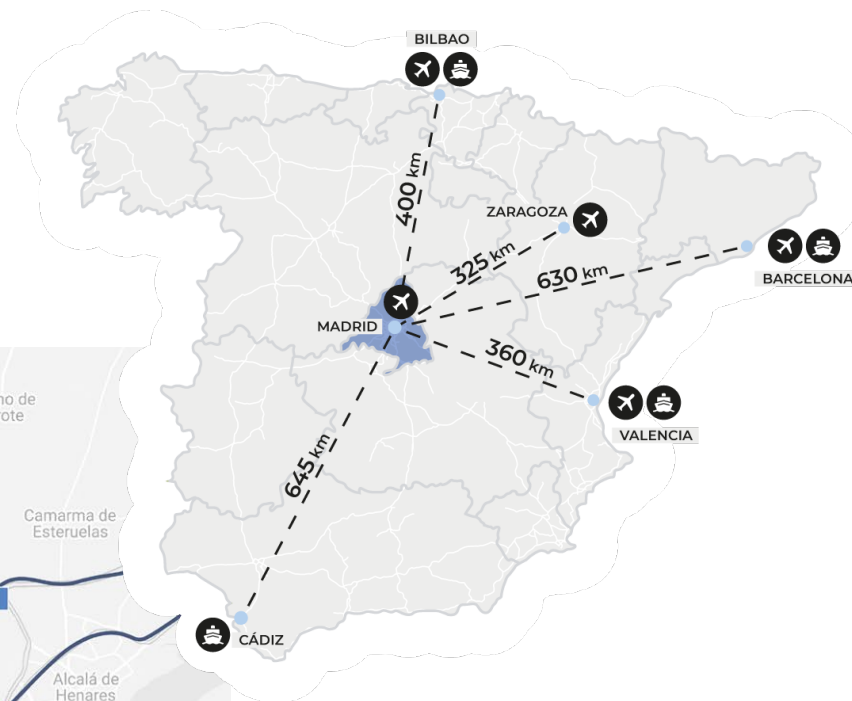 BILBAO
400 km
ZARAGOZA
325 km
630 km
BARCELONA
MADRID
360 km
VALENCIA
645 km
CÁDIZ
Camarma de
Esteruelas
Alcalá de
Henares